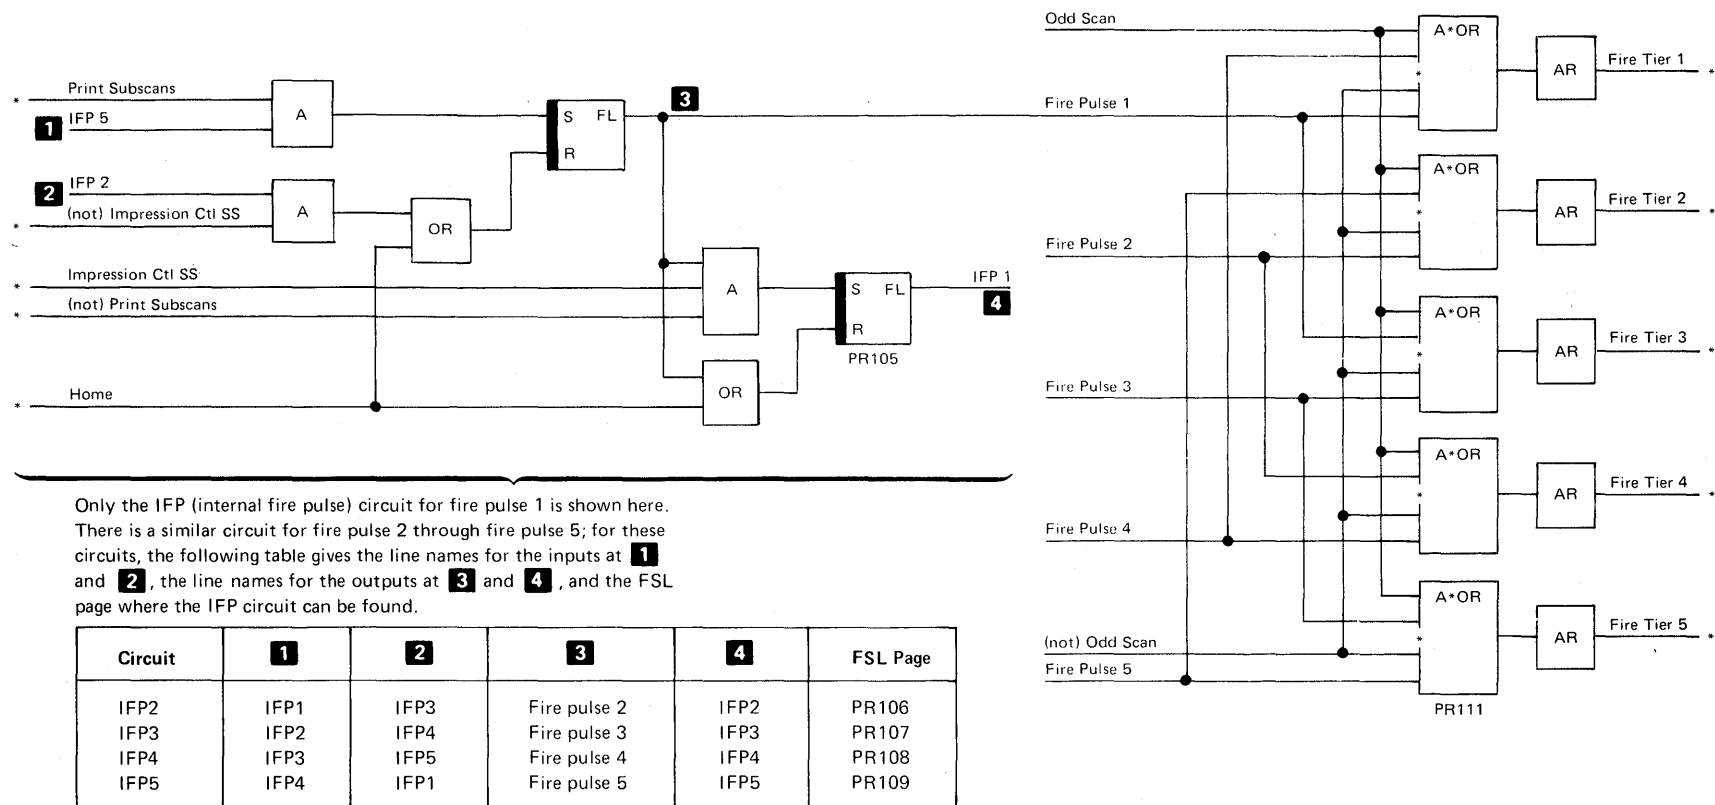 Print Subscans
*
1 IFP 5
A
2 IFP 2
(not) Impression Ctl SS
*
A
OR
S FL
R
3
Impression Ctl SS
*
(not) Print Subscans
*
A
S FL
R
PR105
IFP 1
4
Home
*
OR
Odd Scan
Fire Pulse 1
Fire Pulse 2
Fire Pulse 3
Fire Pulse 4
(not) Odd Scan
Fire Pulse 5
A*OR
*
AR
Fire Tier 1
*
A*OR
*
AR
Fire Tier 2
*
A*OR
*
AR
Fire Tier 3
*
A*OR
*
AR
Fire Tier 4
*
A*OR
*
AR
Fire Tier 5
*
PR111
Only the IFP (internal fire pulse) circuit for fire pulse 1 is shown here.
There is a similar circuit for fire pulse 2 through fire pulse 5; for these
circuits, the following table gives the line names for the inputs at 1
and 2, the line names for the outputs at 3 and 4, and the FSL
page where the IFP circuit can be found.
Circuit 1 2 3 4 FSL Page
IFP2 IFP1 IFP3 Fire pulse 2 IFP2 PR106
IFP3 IFP2 IFP4 Fire pulse 3 IFP3 PR107
IFP4 IFP3 IFP5 Fire pulse 4 IFP4 PR108
IFP5 IFP4 IFP1 Fire pulse 5 IFP5 PR109